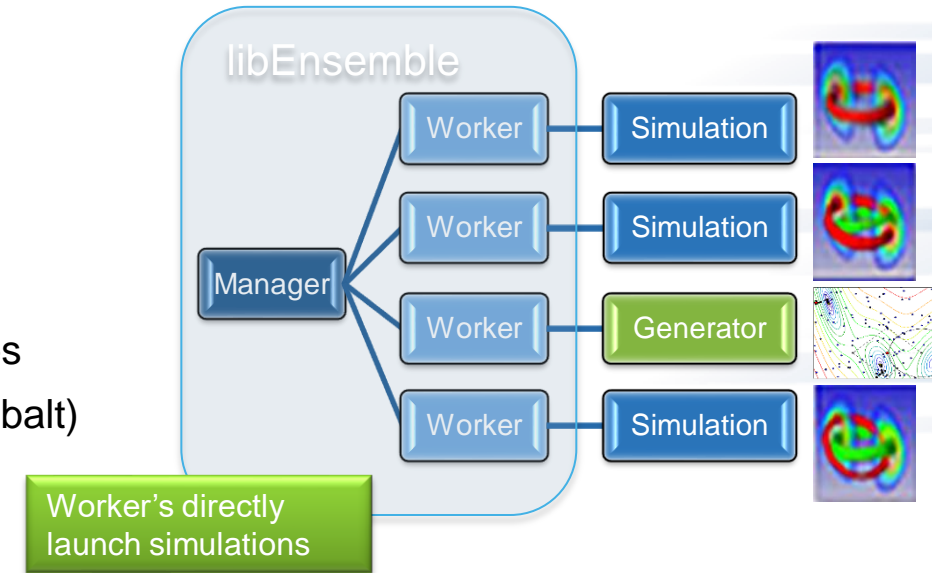 libEnsemble
Worker
Simulation
Worker
Simulation
Manager
Worker
Generator
s
balt)
Worker
Simulation
Worker’s directly
launch simulations